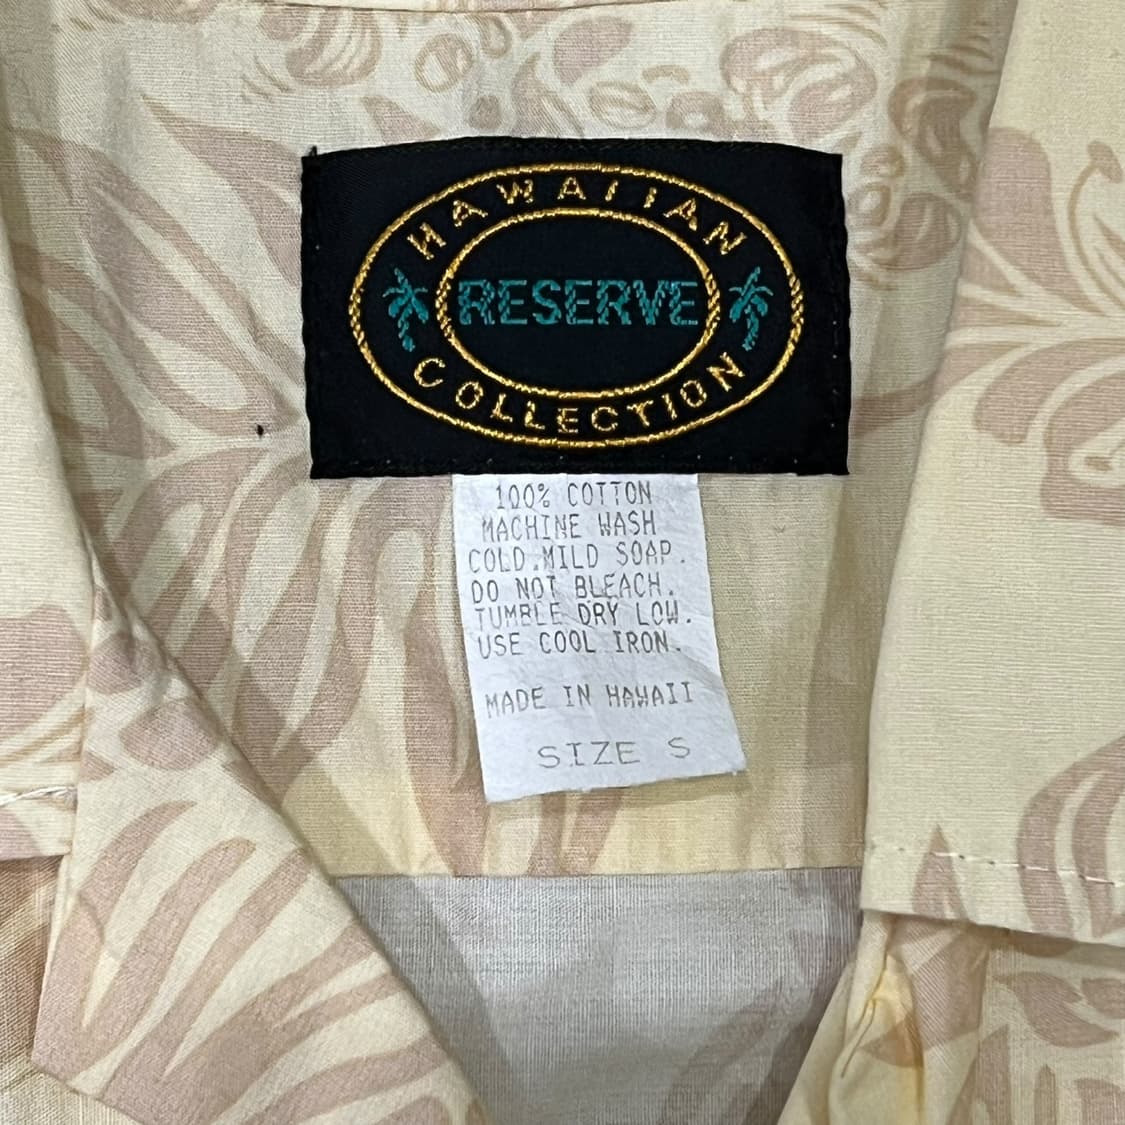 HAWAIIAN
RESERVE
COLLECTION
100% COTTON
MACHINE WASH
COLD.MILD SOAP.
DO NOT BLEACH.
TUMBLE DRY LOW.
USE COOL IRON.
MADE IN HAWAII
SIZE S